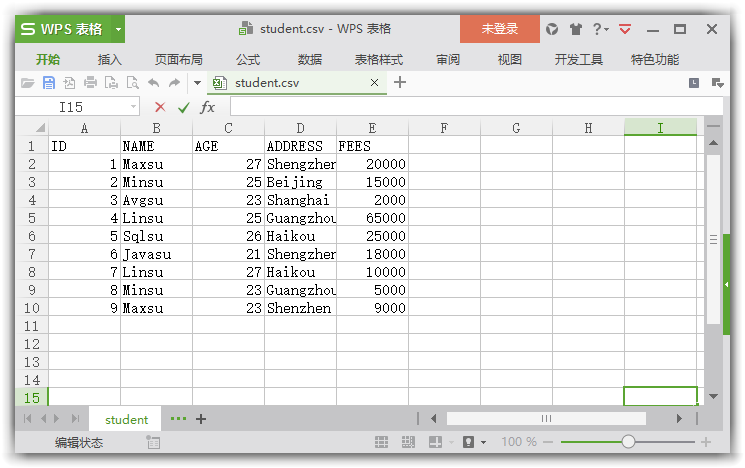 S WPS 表格 student.csv - WPS 表格 未登录 ?
开始 插入 页面布局 公式 数据 表格样式 审阅 视图 开发工具 特色功能
student.csv × +
I15 fx
A B C D E F G H I
1 ID NAME AGE ADDRESS FEES
2 1 Maxsu 27 Shengzhen 20000
3 2 Minsu 25 Beijing 15000
4 3 Avgsu 23 Shanghai 2000
5 4 Linsu 25 Guangzhou 65000
6 5 Sqlsu 26 Haikou 25000
7 6 Javasu 21 Shengzhen 18000
8 7 Linsu 27 Haikou 10000
9 8 Minsu 23 Guangzhou 5000
10 9 Maxsu 23 Shenzhen 9000
11
12
13
14
15
student ··· +
编辑状态 100 % − +